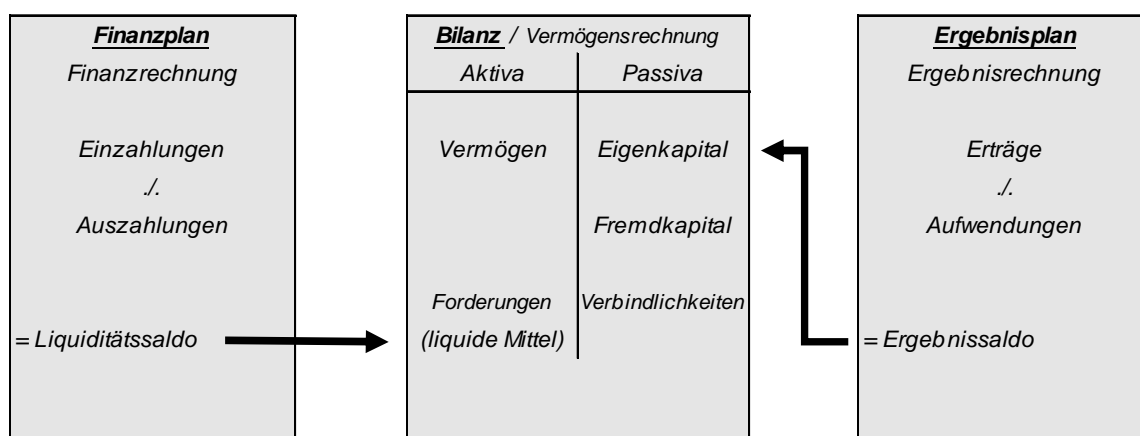 Finanzplan
Finanzrechnung
Einzahlungen
./.
Auszahlungen
= Liquiditätssaldo
Bilanz / Vermögensrechnung
Aktiva Passiva
Vermögen Eigenkapital
Fremdkapital
Forderungen Verbindlichkeiten
(liquide Mittel)
Ergebnisplan
Ergebnisrechnung
Erträge
./.
Aufwendungen
= Ergebnissaldo